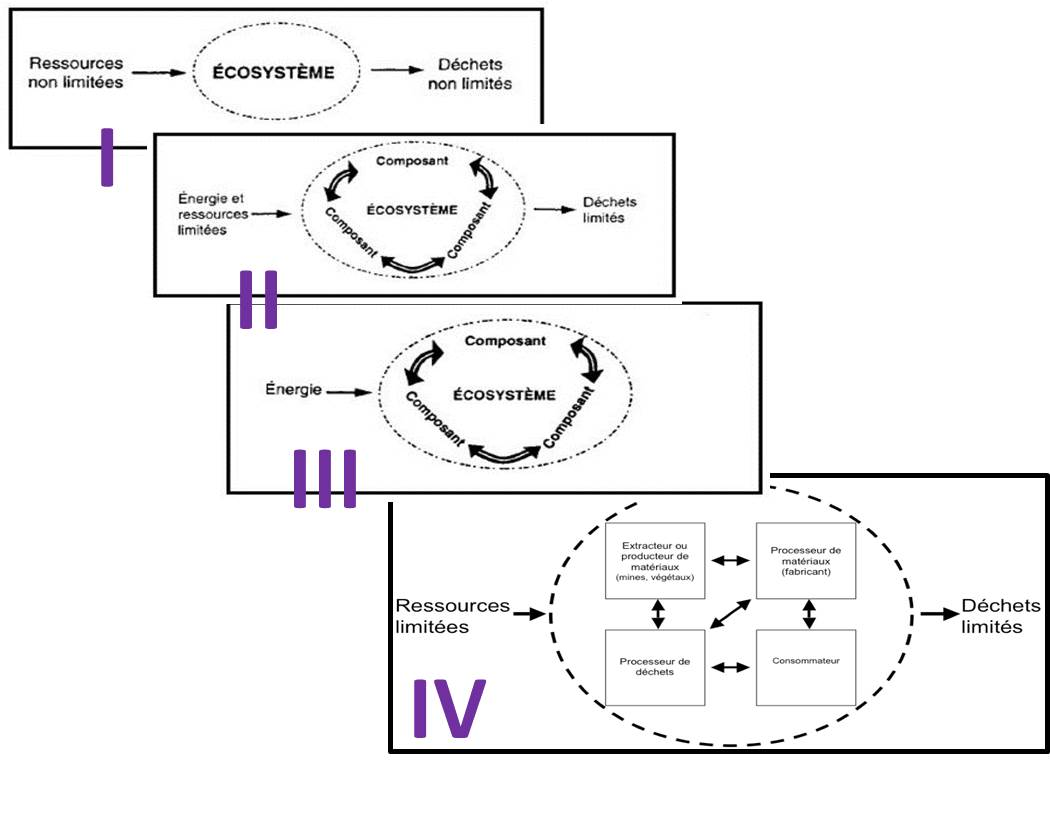 Ressources
non limitées
ÉCOSYSTÈME
Déchets
non limités
I
Composant
Énergie et
ressources
limitées
ÉCOSYSTÈME
Composant
Composant
Déchets
limités
II
Composant
Énergie
ÉCOSYSTÈME
Composant
Composant
III
Extracteur ou
producteur de
matériaux
(mines, végétaux)
Processeur de
matériaux
(fabricant)
Ressources
limitées
Déchets
limités
Processeur de
déchets
Consommateur
IV